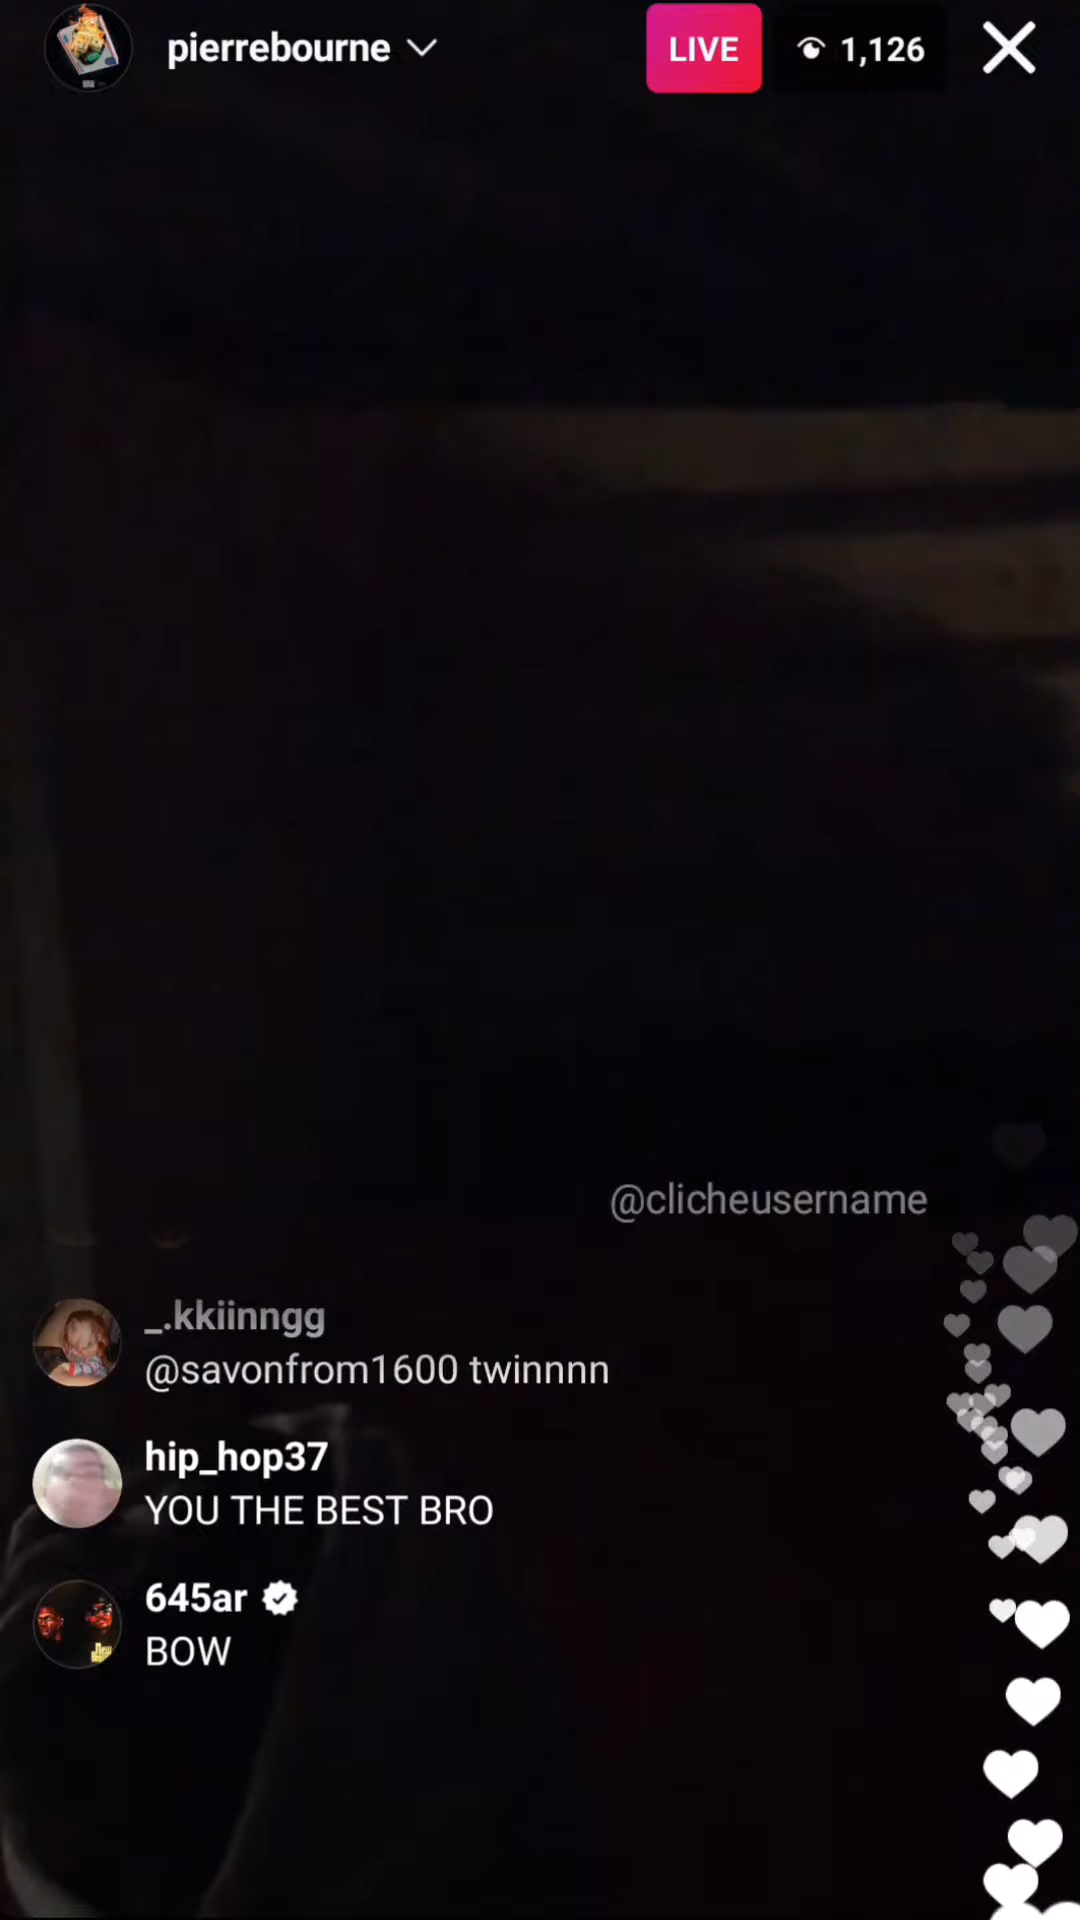 pierrebourne
LIVE
1,126
@clicheusername
_.kkiinngg
@savonfrom1600 twinnnn
hip_hop37
YOU THE BEST BRO
645ar
BOW